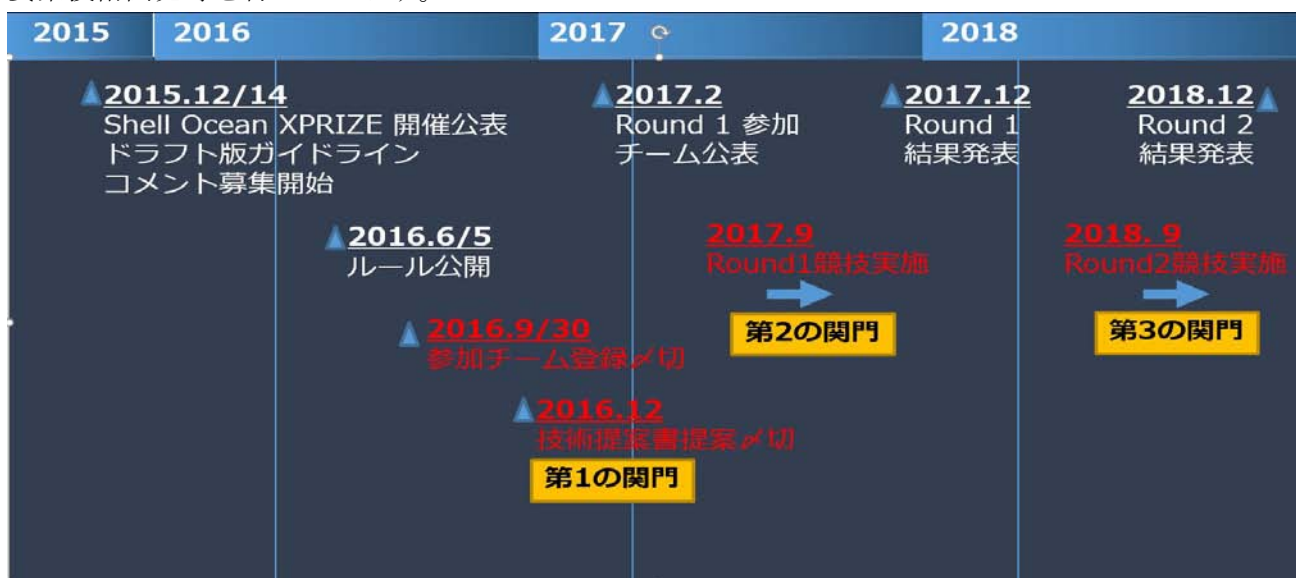 2015 2016 2017 2018
2015.12/14
Shell Ocean XPRIZE 開催公表
ドラフト版ガイドライン
コメント募集開始
2017.2
Round 1 参加
チーム公表
2017.12
Round 1
結果発表
2018.12
Round 2
結果発表
2016.6/5
ルール公開
2017.9
Round1競技実施
第2の関門
2018. 9
Round2競技実施
第3の関門
2016.9/30
参加チーム登録〆切
2016.12
技術提案書提案〆切
第1の関門